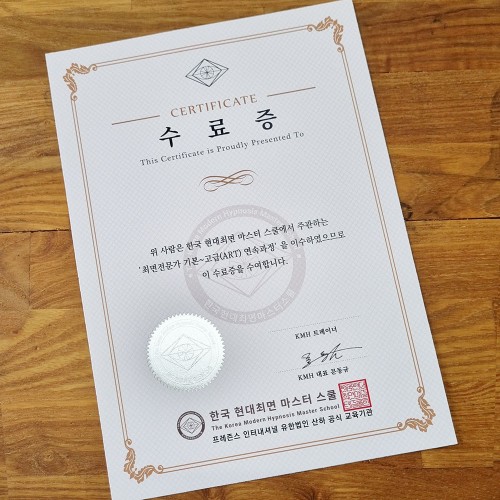 CERTIFICATE
수료증
This Certificate is Proudly Presented To
위 사람은 한국 현대최면 마스터 스쿨에서 주관하는
'최면전문가 기본~고급(ART) 연속과정' 을 이수하였으므로
이 수료증을 수여합니다.
KMH 트레이너
KMH 대표 문동규
한국 현대최면 마스터 스쿨
The Korea Modern Hypnosis Master School
프레즌스 인터내셔널 유한법인 산하 공식 교육기관